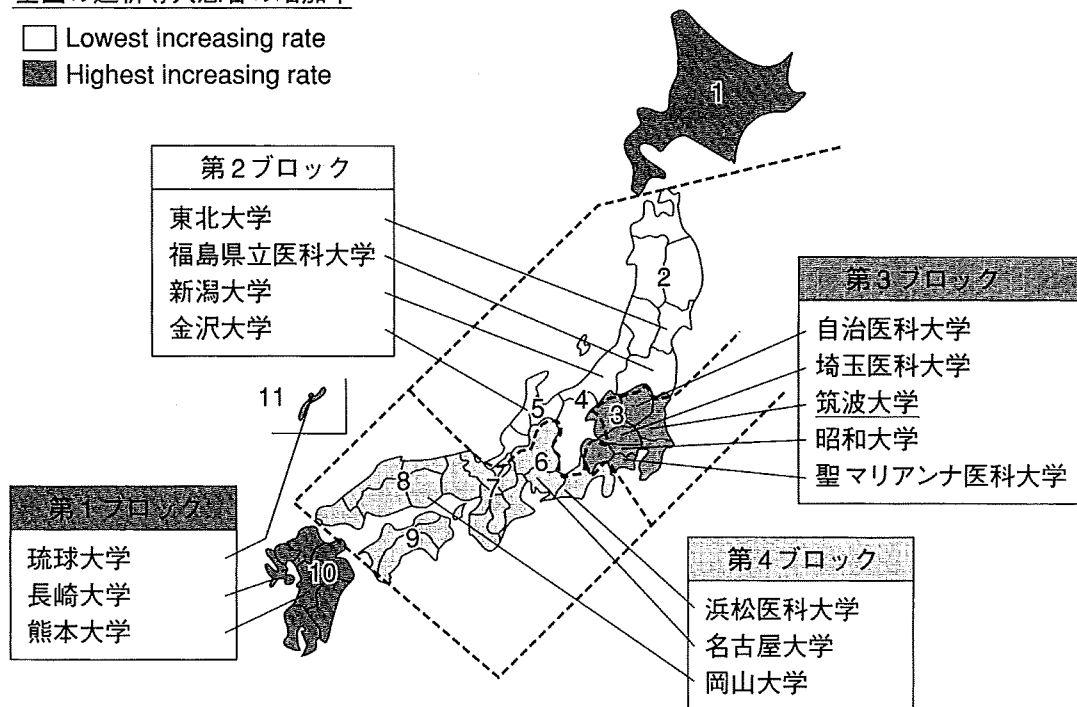 Lowest increasing rate
Highest increasing rate
第2ブロック
東北大学
福島県立医科大学
新潟大学
金沢大学
第3ブロック
自治医科大学
埼玉医科大学
筑波大学
昭和大学
聖マリアンナ医科大学
第1ブロック
琉球大学
長崎大学
熊本大学
第4ブロック
浜松医科大学
名古屋大学
岡山大学
1
2
3
4
5
6
7
8
9
10
11